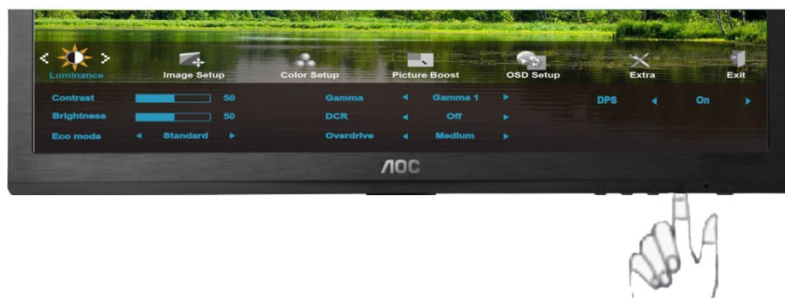 Luminance Image Setup Color Setup Picture Boost OSD Setup Extra Exit
Contrast 50 Gamma Gamma 1 DPS On
Brightness 50 DCR Off
Eco mode Standard Overdrive Medium
AOC